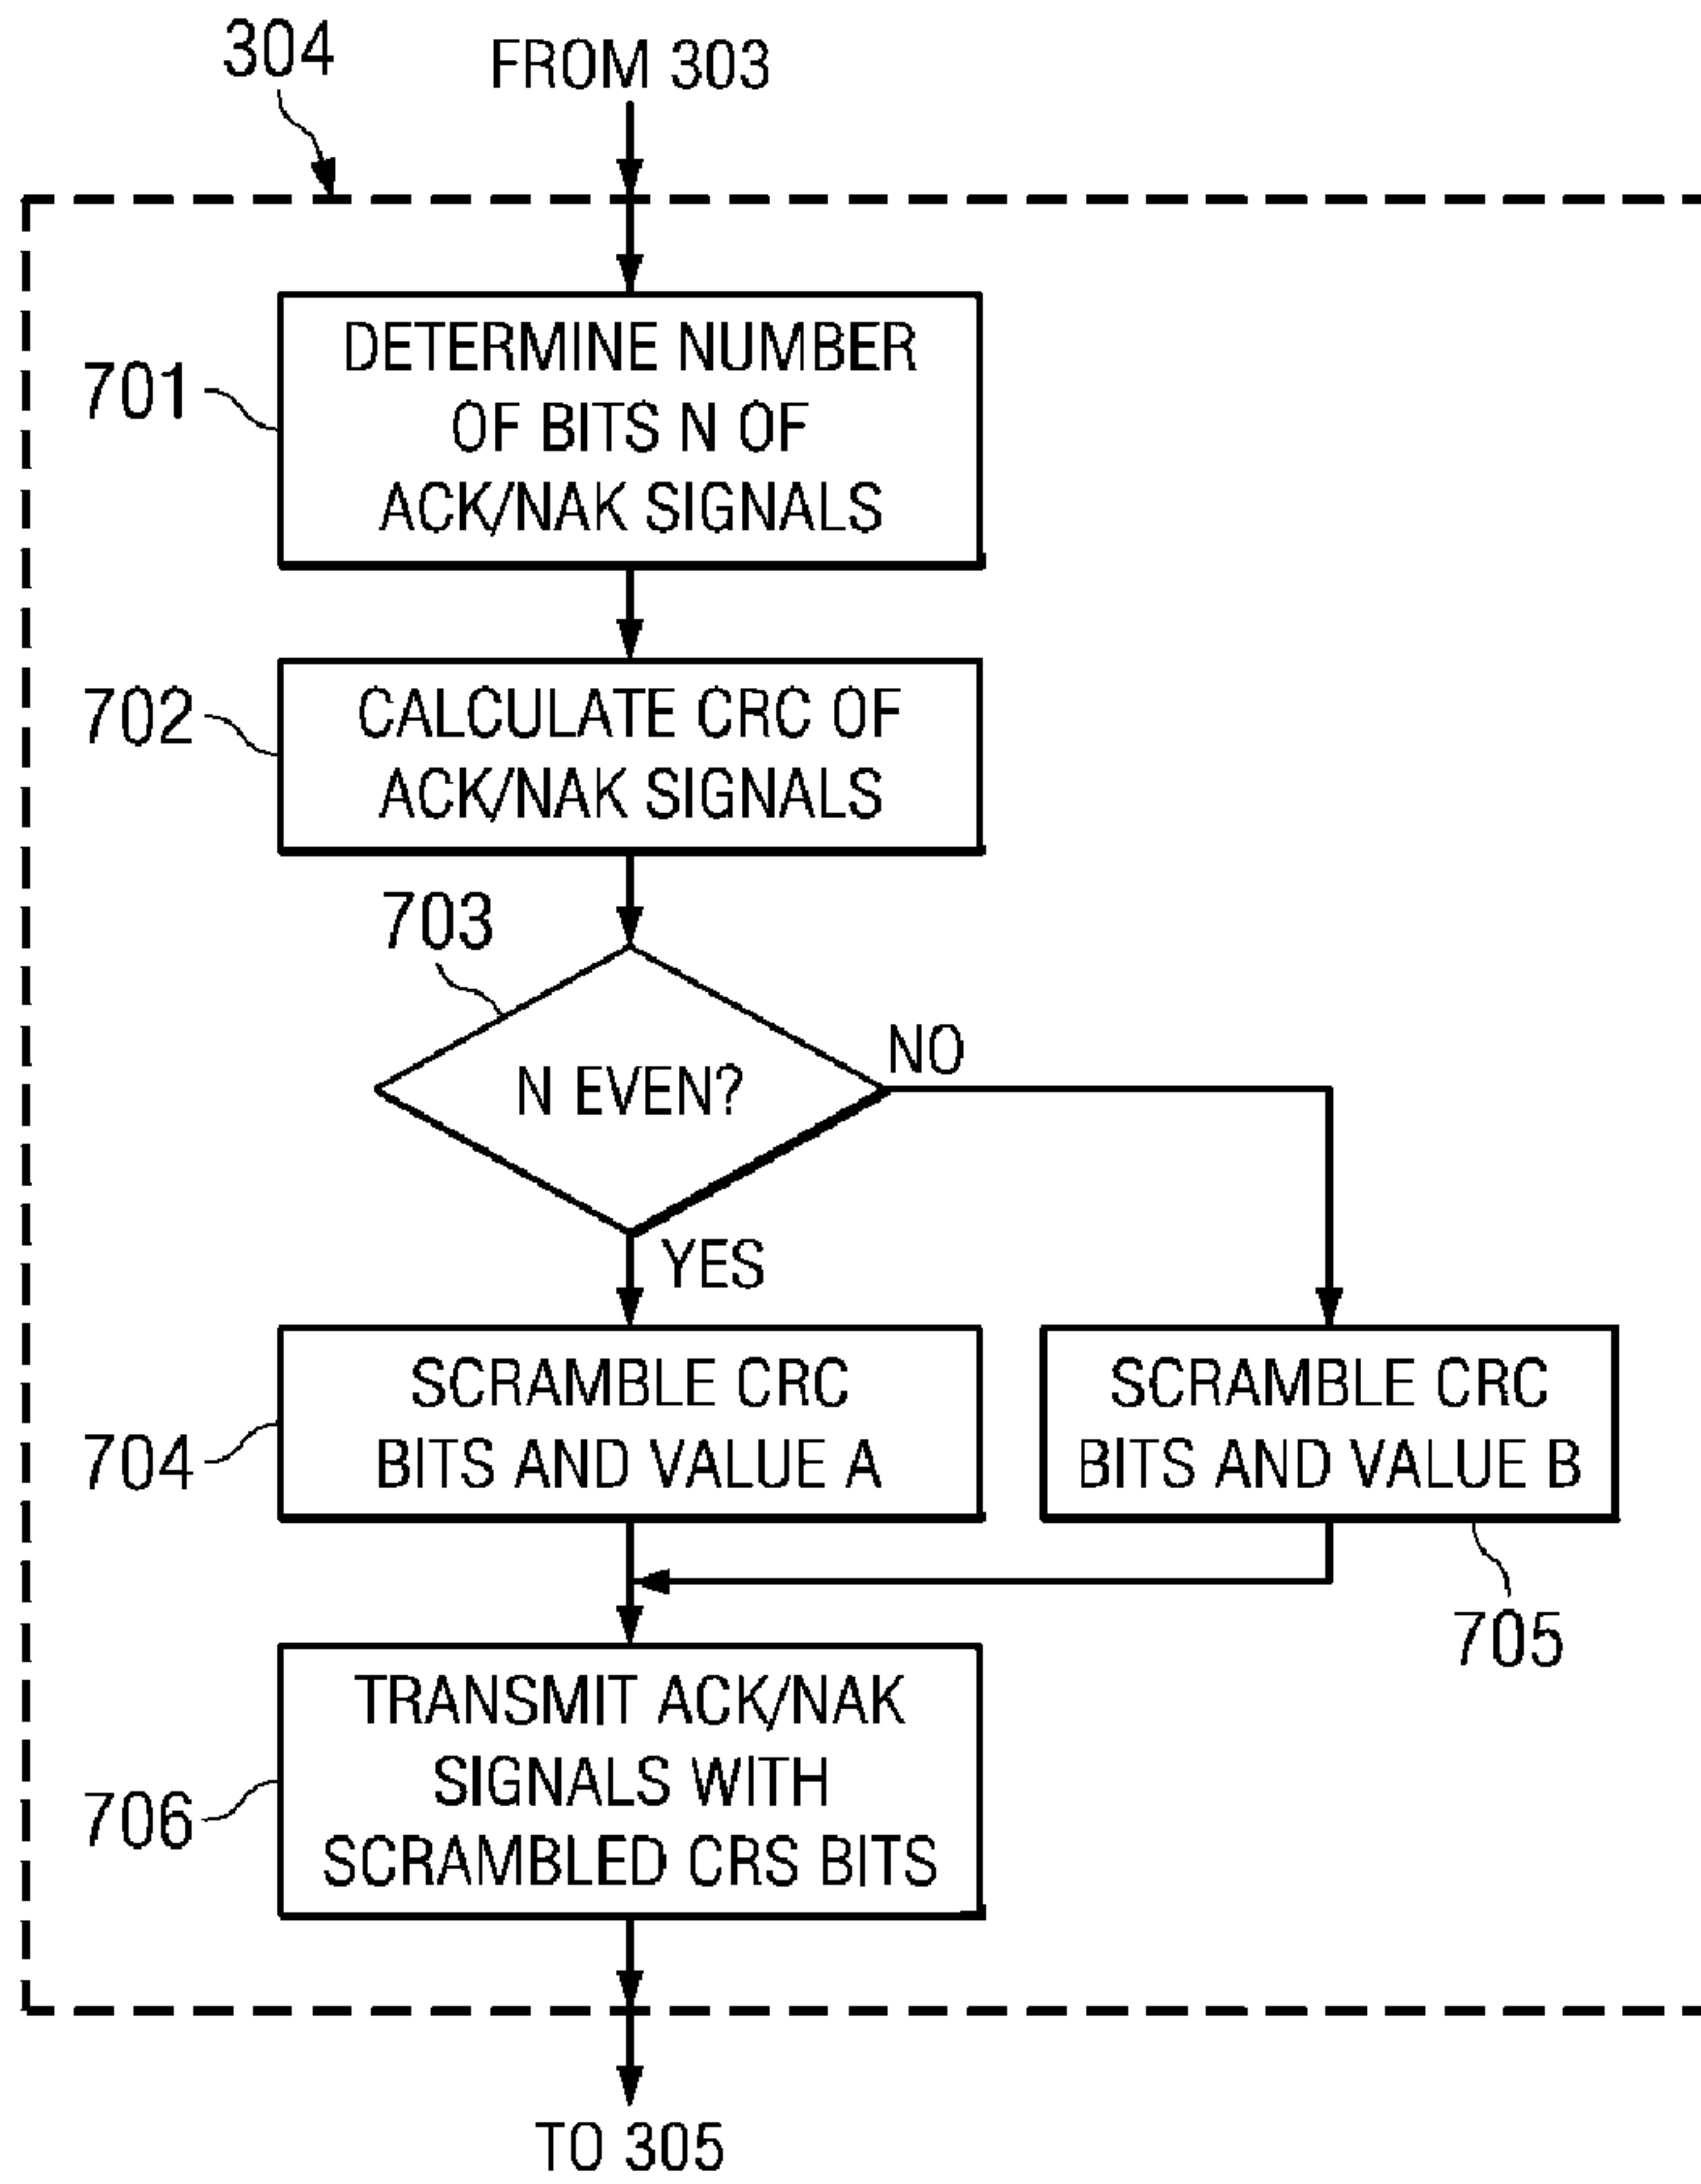 304
FROM 303
701
DETERMINE NUMBER
OF BITS N OF
ACK/NAK SIGNALS
702
CALCULATE CRC OF
ACK/NAK SIGNALS
703
N EVEN?
NO
YES
704
SCRAMBLE CRC
BITS AND VALUE A
SCRAMBLE CRC
BITS AND VALUE B
705
706
TRANSMIT ACK/NAK
SIGNALS WITH
SCRAMBLED CRS BITS
TO 305